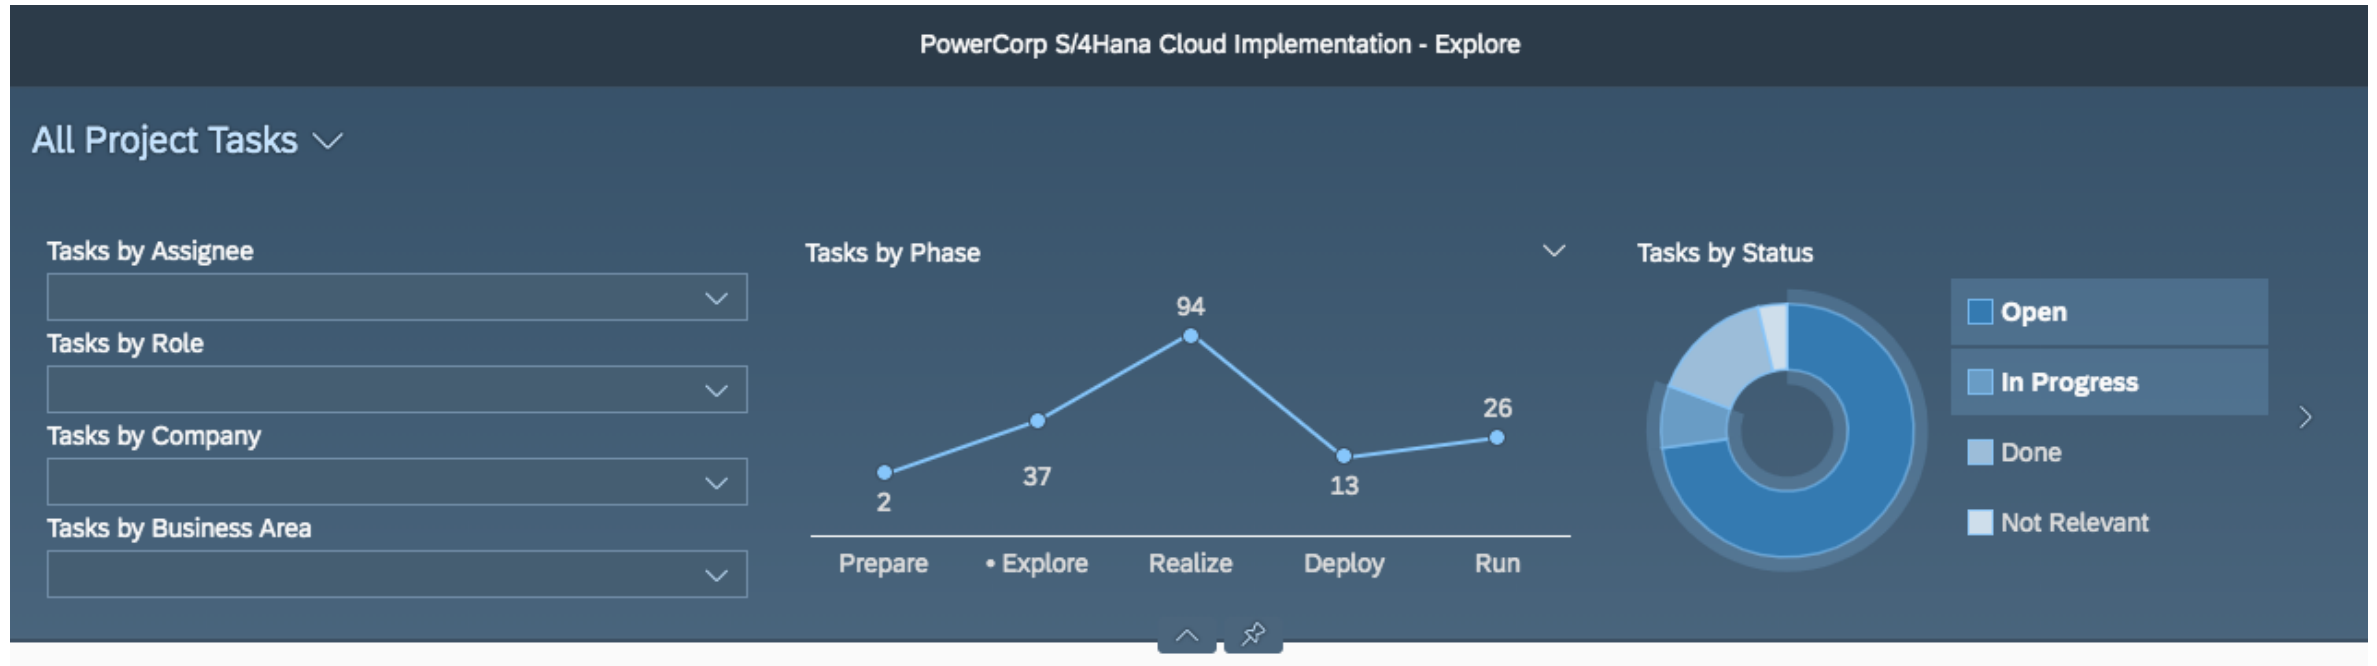 PowerCorp S/4Hana Cloud Implementation - Explore
All Project Tasks
Tasks by Assignee
Tasks by Role
Tasks by Company
Tasks by Business Area
Tasks by Phase
94
26
37
13
2
Prepare • Explore Realize Deploy Run
Tasks by Status
Open
In Progress
Done
Not Relevant